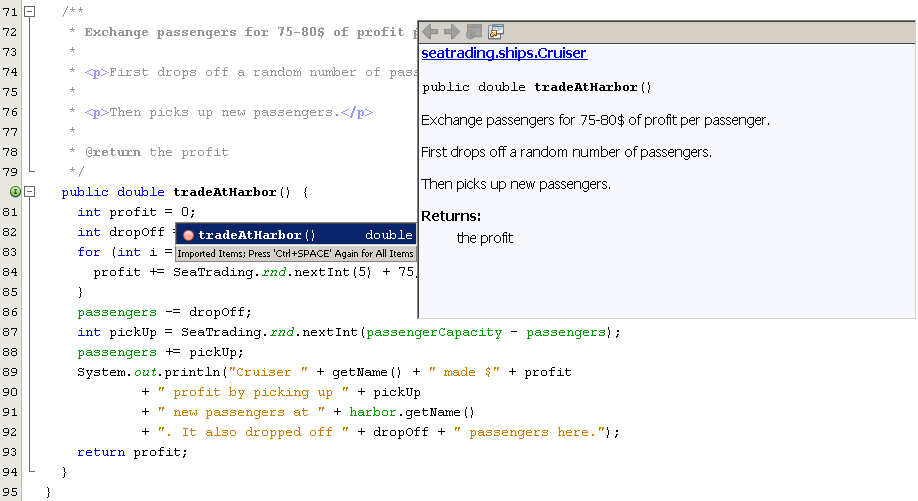 71 /**
72 * Exchange passengers for 75-80$ of profit
73 *
74 * <p>First drops off a random number of pas
75 *
76 * <p>Then picks up new passengers.</p>
77 *
78 * @return the profit
79 */
public double tradeAtHarbor() {
81 int profit = 0;
82 int dropOff
83 for (int i =
84 profit += SeaTrading.rnd.nextInt(5) + 75
85 }
86 passengers -= dropOff;
87 int pickUp = SeaTrading.rnd.nextInt(passengerCapacity - passengers);
88 passengers += pickUp;
89 System.out.println("Cruiser " + getName() + " made $" + profit
90 + " profit by picking up " + pickUp
91 + " new passengers at " + harbor.getName()
92 + ". It also dropped off " + dropOff + " passengers here.");
93 return profit;
94 }
95 }
tradeAtHarbor() double
Imported Items; Press 'Ctrl+SPACE' Again for All Items
seatrading.ships.Cruiser
public double tradeAtHarbor()
Exchange passengers for 75-80$ of profit per passenger.
First drops off a random number of passengers.
Then picks up new passengers.
Returns:
the profit